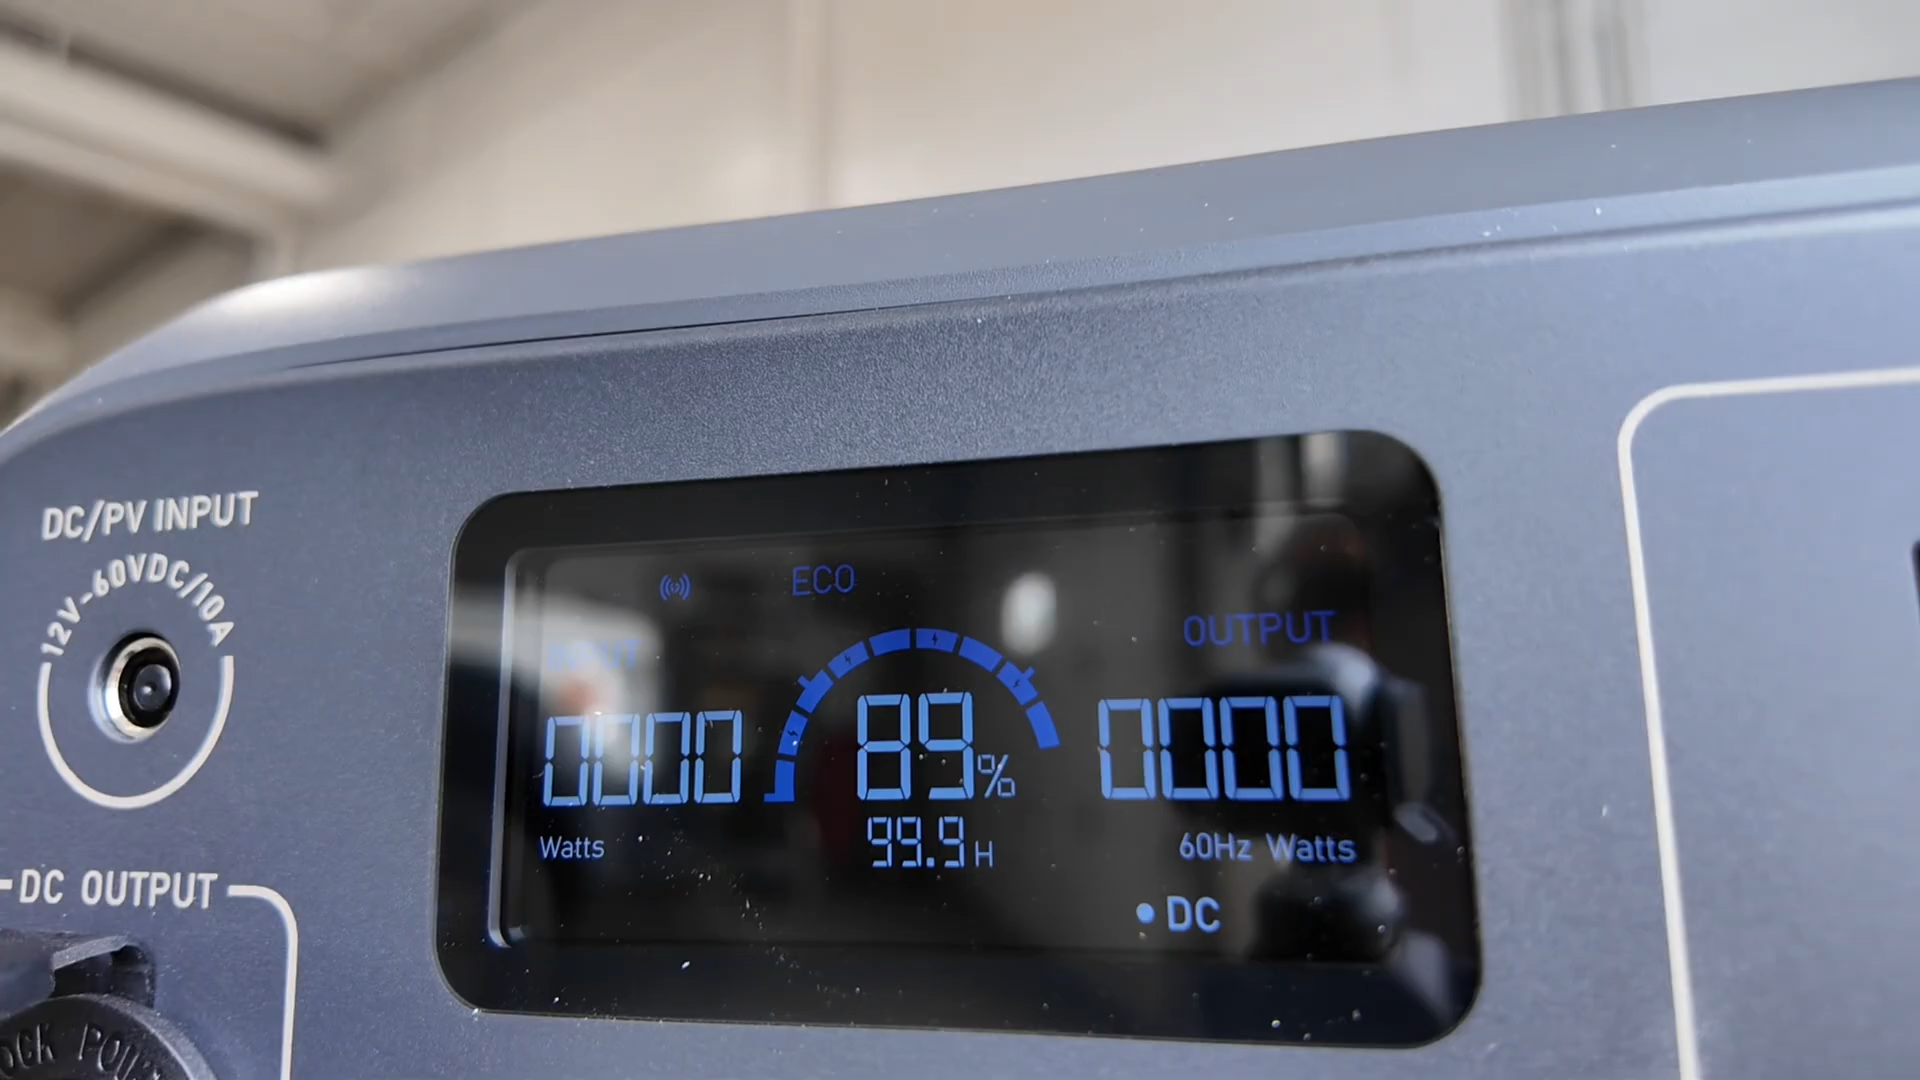 DC/PV INPUT
12V-60VDC/10A
DC OUTPUT
ECO
INPUT
OUTPUT
0000
89%
0000
Watts
99.9H
60Hz Watts
DC